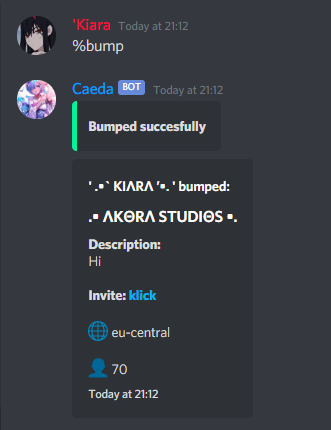 'Kiara Today at 21:12
%bump
Caeda BOT Today at 21:12
Bumped succesfully
' .•` KIΛRΛ ′•. ' bumped:
.• ΛKΘRΛ STUDIΘS •.
Description:
Hi
Invite: klick
eu-central
70
Today at 21:12